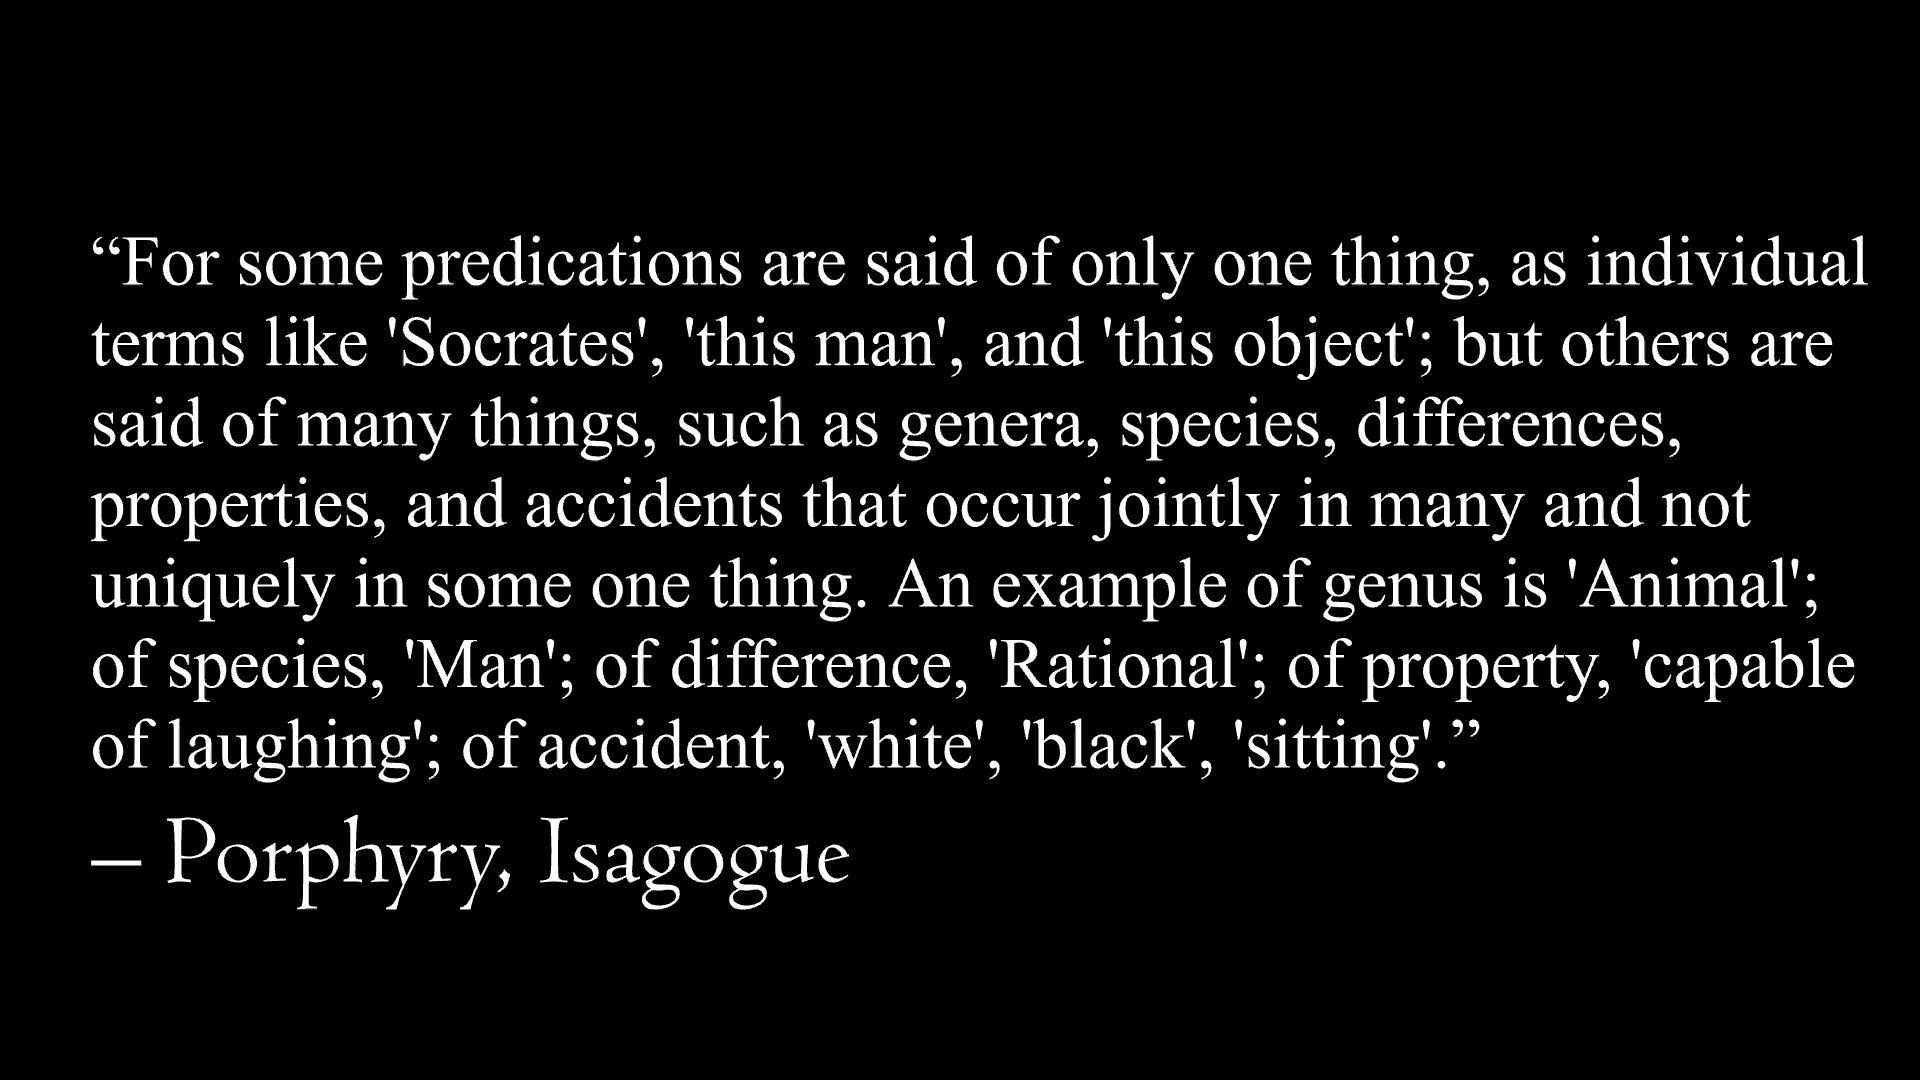 “For some predications are said of only one thing, as individual
terms like 'Socrates', 'this man', and 'this object'; but others are
said of many things, such as genera, species, differences,
properties, and accidents that occur jointly in many and not
uniquely in some one thing. An example of genus is 'Animal';
of species, 'Man'; of difference, 'Rational'; of property, 'capable
of laughing'; of accident, 'white', 'black', 'sitting'.”
– Porphyry, Isagogue